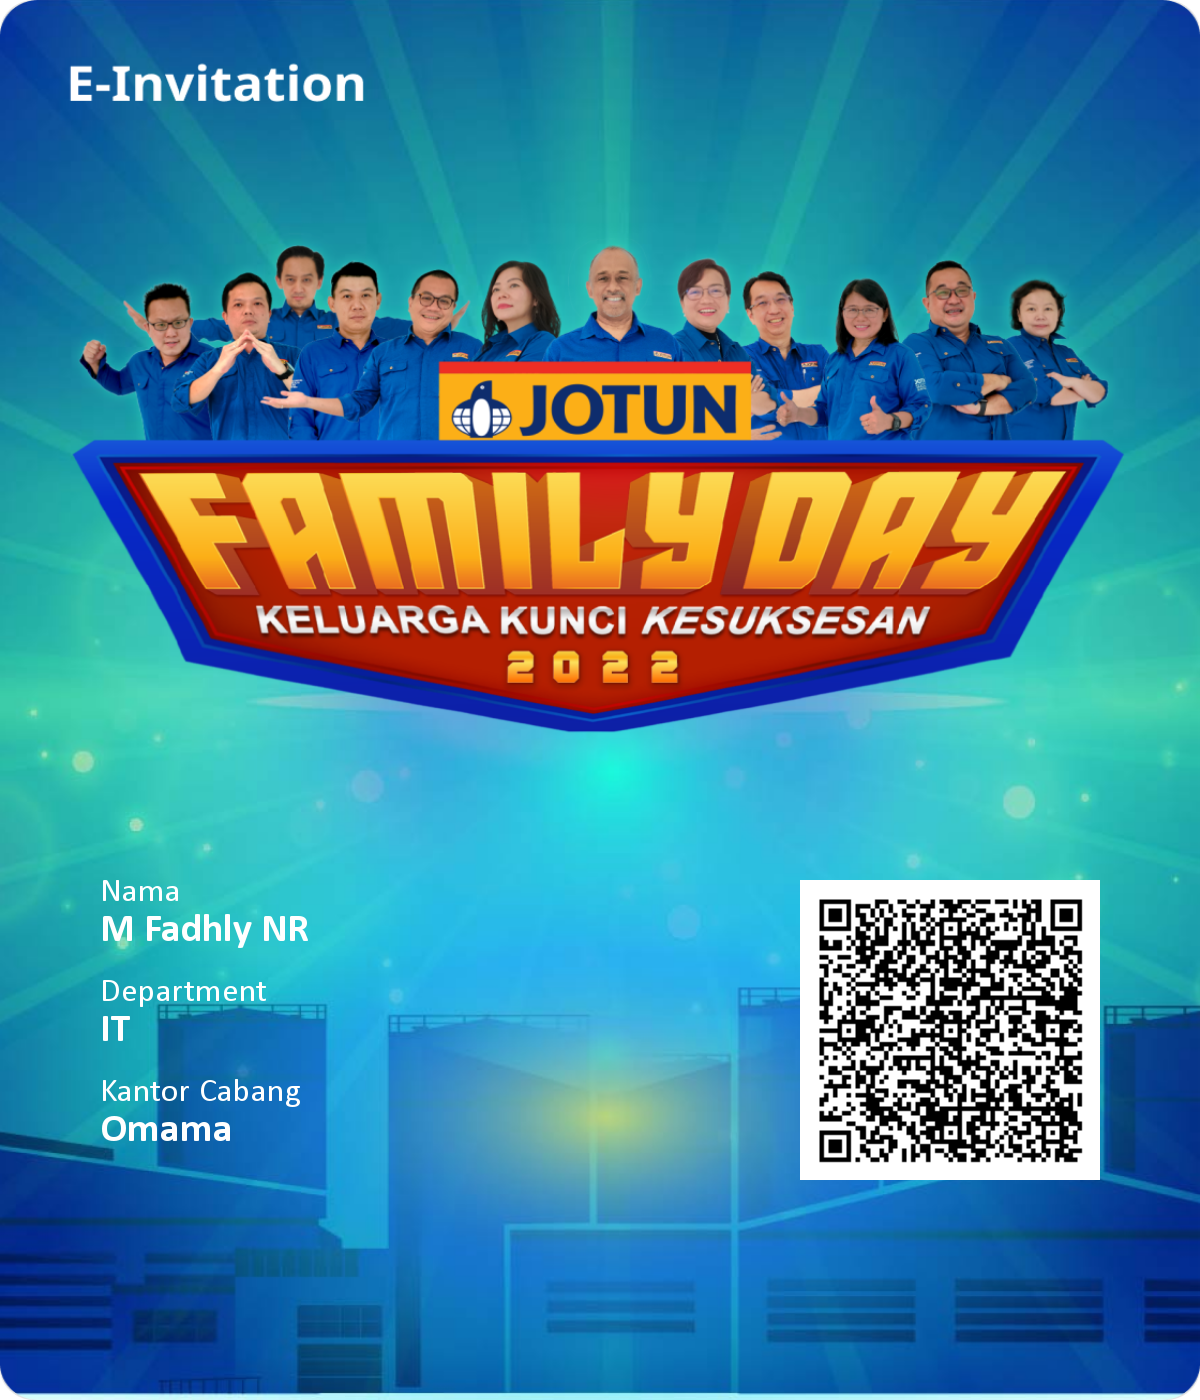 E-Invitation
JOTUN
FAMILY DAY
KELUARGA KUNCI KESUKSESAN
2022
Nama
M Fadhly NR
Department
IT
Kantor Cabang
Omama